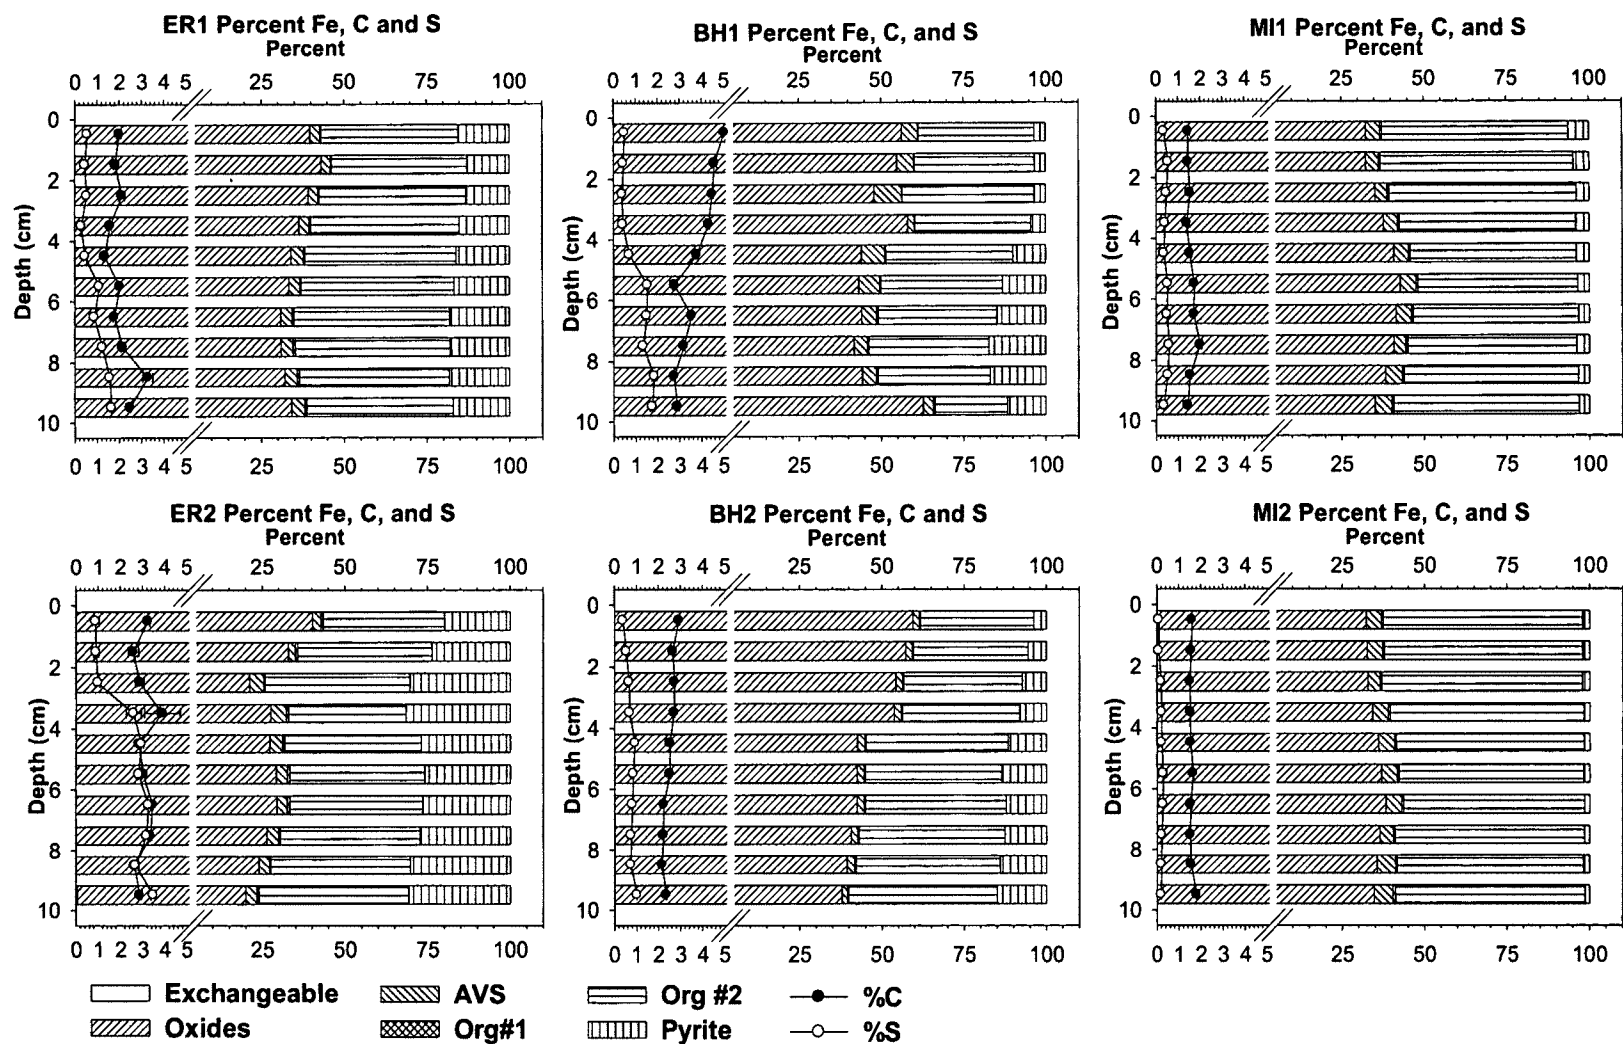 ER1 Percent Fe, C and S
Percent
0 1 2 3 4 5 25 50 75 100
0
2
4
6
8
10
Depth (cm)
0 1 2 3 4 5 25 50 75 100
BH1 Percent Fe, C, and S
Percent
0 1 2 3 4 5 25 50 75 100
0
2
4
6
8
10
Depth (cm)
0 1 2 3 4 5 25 50 75 100
MI1 Percent Fe, C, and S
Percent
0 1 2 3 4 5 25 50 75 100
0
2
4
6
8
10
Depth (cm)
0 1 2 3 4 5 25 50 75 100
ER2 Percent Fe, C, and S
Percent
0 1 2 3 4 5 25 50 75 100
0
2
4
6
8
10
Depth (cm)
0 1 2 3 4 5 25 50 75 100
BH2 Percent Fe, C and S
Percent
0 1 2 3 4 5 25 50 75 100
0
2
4
6
8
10
Depth (cm)
0 1 2 3 4 5 25 50 75 100
MI2 Percent Fe, C, and S
Percent
0 1 2 3 4 5 25 50 75 100
0
2
4
6
8
10
Depth (cm)
0 1 2 3 4 5 25 50 75 100
Exchangeable AVS Org #2 %C
Oxides Org#1 Pyrite %S